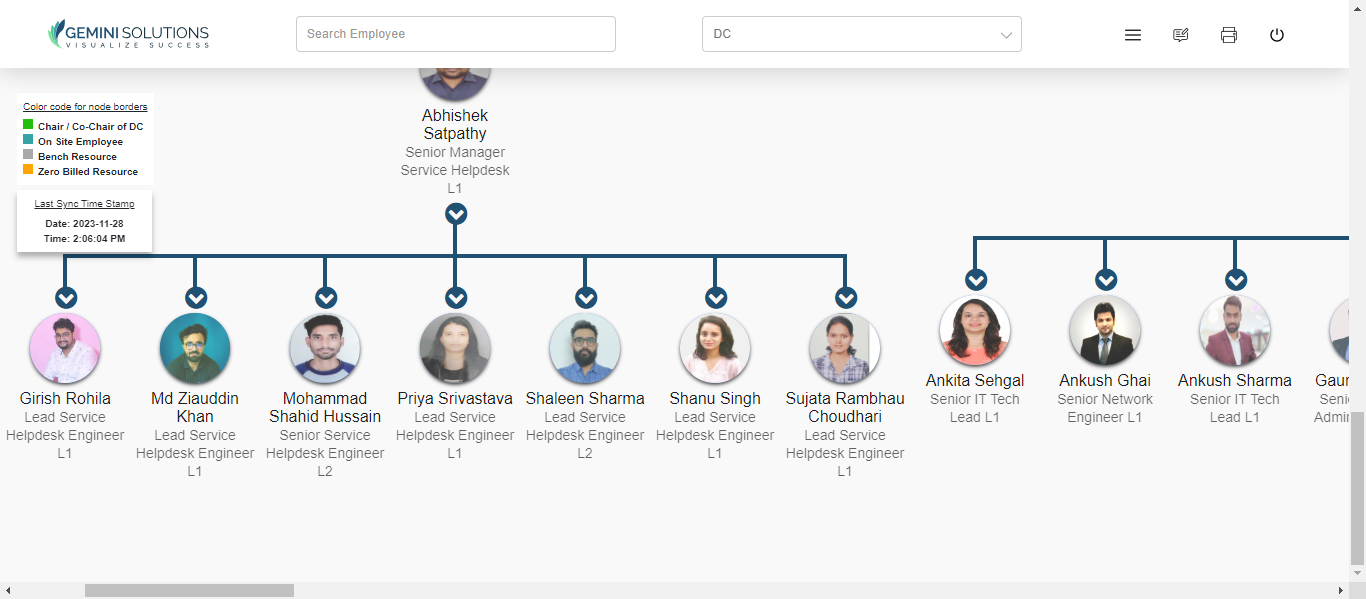 GEMINI SOLUTIONS
VISUALIZE SUCCESS
Search Employee
DC
Color code for node borders
Chair / Co-Chair of DC
On Site Employee
Bench Resource
Zero Billed Resource
Last Sync Time Stamp
Date: 2023-11-28
Time: 2:06:04 PM
Abhishek
Satpathy
Senior Manager
Service Helpdesk
L1
Girish Rohila
Lead Service
Helpdesk Engineer
L1
Md Ziauddin
Khan
Lead Service
Helpdesk Engineer
L1
Mohammad
Shahid Hussain
Senior Service
Helpdesk Engineer
L2
Priya Srivastava
Lead Service
Helpdesk Engineer
L1
Shaleen Sharma
Lead Service
Helpdesk Engineer
L2
Shanu Singh
Lead Service
Helpdesk Engineer
L1
Sujata Rambhau
Choudhari
Lead Service
Helpdesk Engineer
L1
Ankita Sehgal
Senior IT Tech
Lead L1
Ankush Ghai
Senior Network
Engineer L1
Ankush Sharma
Senior IT Tech
Lead L1